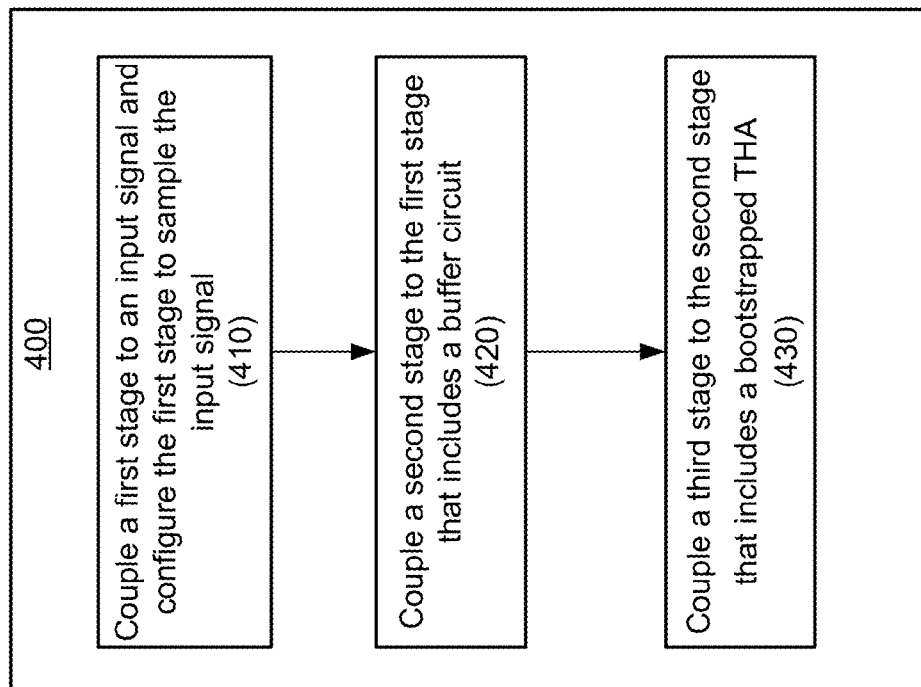 400
Couple a first stage to an input signal and
configure the first stage to sample the
input signal
(410)
Couple a second stage to the first stage
that includes a buffer circuit
(420)
Couple a third stage to the second stage
that includes a bootstrapped THA
(430)